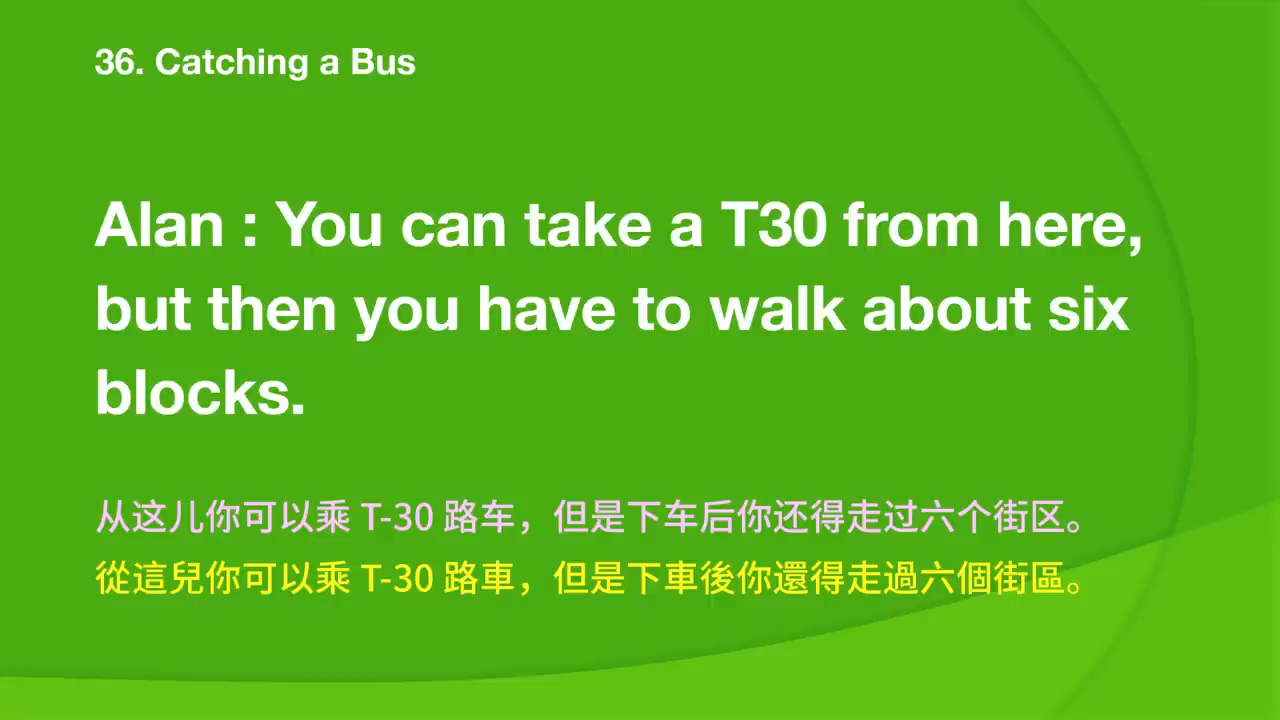 36. Catching a Bus
Alan : You can take a T30 from here,
but then you have to walk about six
blocks.
从这儿你可以乘 T-30 路车，但是下车后你还得走过六个街区。
從這兒你可以乘 T-30 路車，但是下車後你還得走過六個街區。